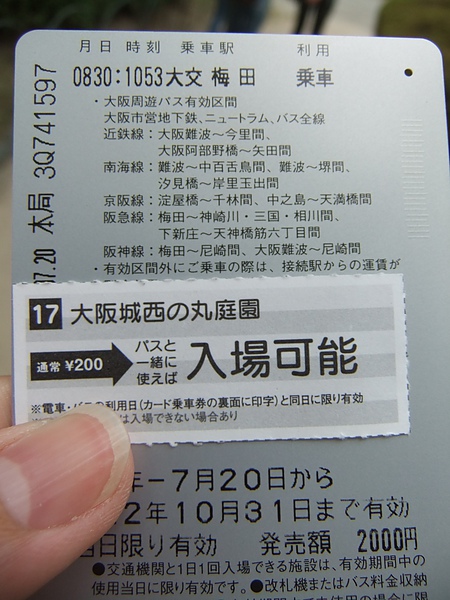 月日 時刻 乗車駅 利用
0830:1053大交 梅田 乗車
・大阪周遊パス有効区間
大阪市営地下鉄、ニュートラム、バス全線
近鉄線：大阪難波～今里間、
大阪阿部野橋～矢田間
南海線：難波～中百舌鳥間、難波～堺間、
汐見橋～岸里玉出間
京阪線：淀屋橋～千林間、中之島～天満橋間
阪急線：梅田～神崎川・三国・相川間、
下新庄～天神橋筋六丁目間
阪神線：梅田～尼崎間、大阪難波～尼崎間
・有効区間外にご乗車の際は、接続駅からの運賃が
7.20 木局 3Q741597
17 大阪城西の丸庭園
通常 ¥200
パスと
一緒に
使えば
入場可能
※電車・バスの利用日(カード乗車券の裏面に印字)と同日に限り有効
は入場できない場合あり
年-7月20日から
2年10月31日まで有効
当日限り有効 発売額 2000円
●交通機関と1日1回入場できる施設は、有効期間中の
使用当日に限り有効です。●改札機またはバス料金収納